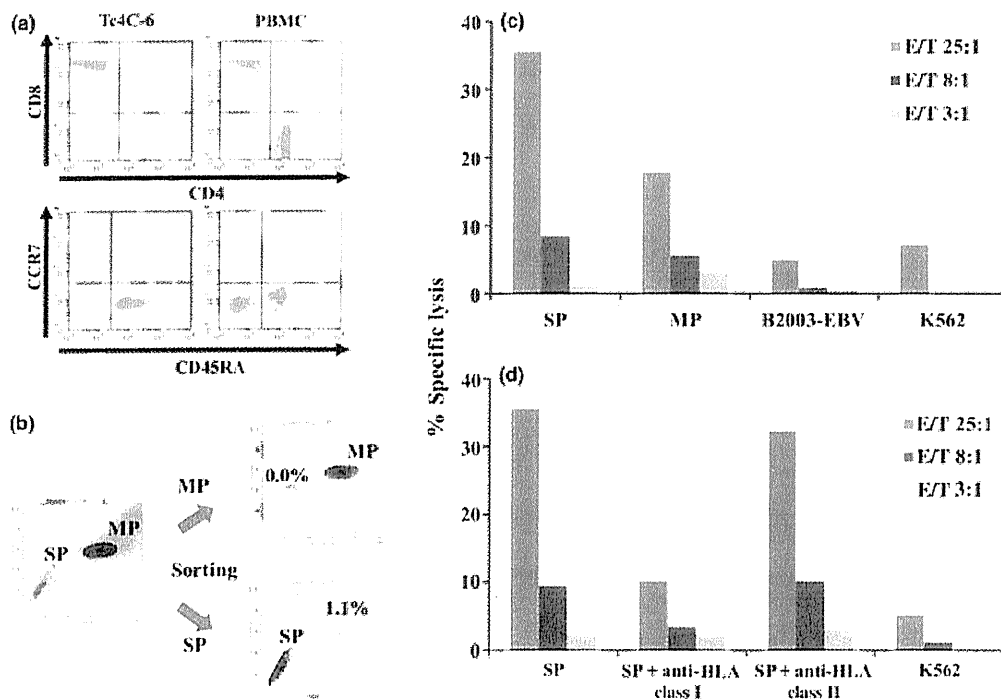 (a)
Tc4C-6 PBMC
CD8
CD4
CCR7
CD45RA
(b)
SP MP
MP
Sorting
SP
0.0% MP
1.1%
SP
(c)
40
30
20
10
0
E/T 25:1
E/T 8:1
E/T 3:1
SP MP B2003-EBV K562
% Specific lysis
(d)
40
30
20
10
0
E/T 25:1
E/T 8:1
E/T 3:1
SP SP + anti-HLA class I SP + anti-HLA class II K562